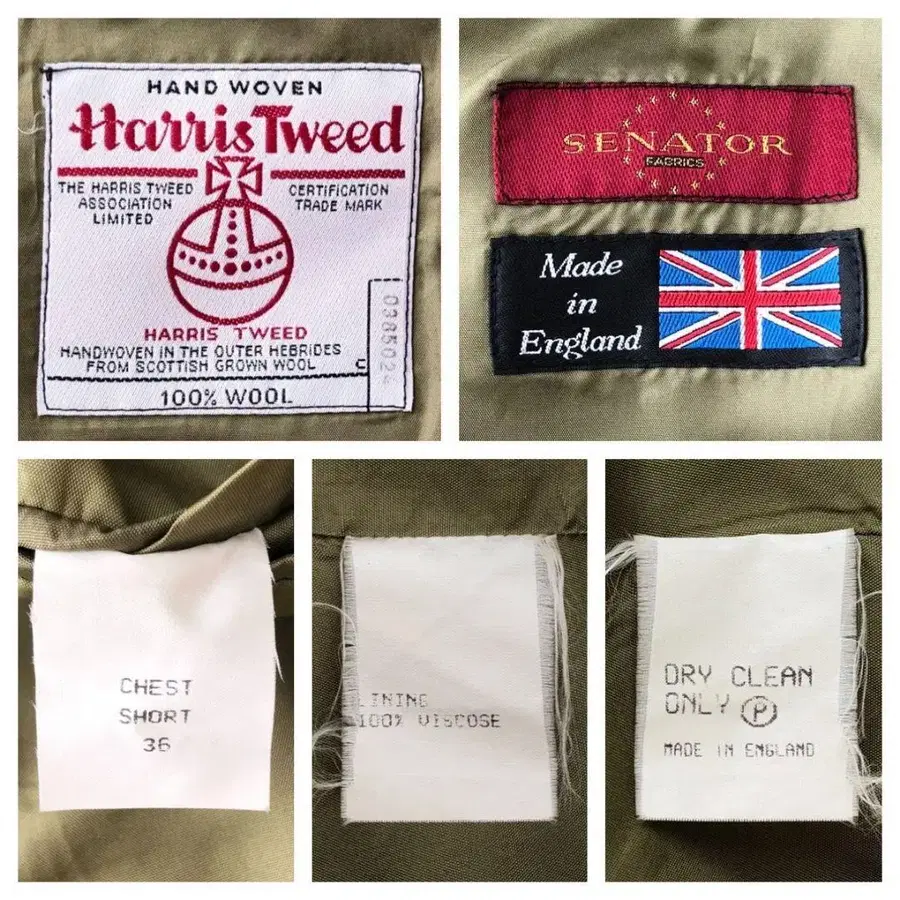 HAND WOVEN
Harris Tweed
THE HARRIS TWEED
ASSOCIATION
LIMITED
CERTIFICATION
TRADE MARK
HARRIS TWEED
HANDWOVEN IN THE OUTER HEBRIDES
FROM SCOTTISH GROWN WOOL
C
100% WOOL
SENATOR
FABRICS
Made
in
England
CHEST
SHORT
36
LINING
100% VISCOSE
DRY CLEAN
ONLY P
MADE IN ENGLAND